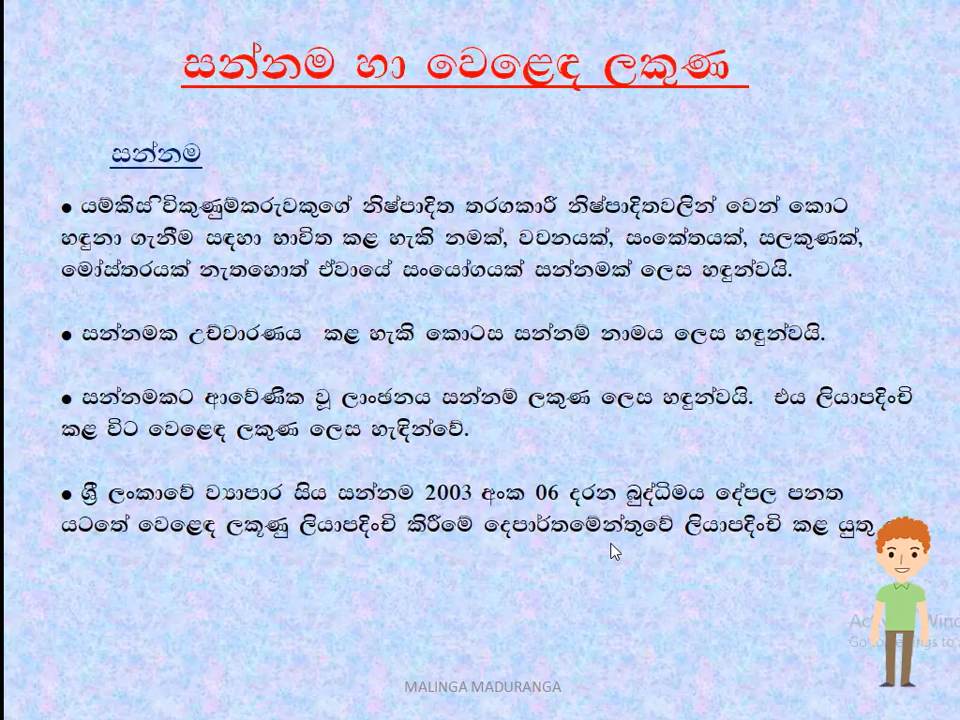 සන්නම හා වෙළෙඳ ලකුණ
සන්නම
• යම්කිසි විකුණුම්කරුවකුගේ නිෂ්පාදිත තරගකාරී නිෂ්පාදිතවලින් වෙන් කොට
හඳුනා ගැනීම සඳහා භාවිත කළ හැකි නමක්, වචනයක්, සංකේතයක්, සලකුණක්,
මෝස්තරයක් නැතහොත් ඒවායේ සංයෝගයක් සන්නමක් ලෙස හඳුන්වයි.
• සන්නමක උච්චාරණය කළ හැකි කොටස සන්නම් නාමය ලෙස හඳුන්වයි.
• සන්නමකට ආවේණික වූ ලාංඡනය සන්නම් ලකුණ ලෙස හඳුන්වයි. එය ලියාපදිංචි
කළ විට වෙළෙඳ ලකුණ ලෙස හැඳින්වේ.
• ශ්‍රී ලංකාවේ ව්‍යාපාර සිය සන්නම 2003 අංක 06 දරන බුද්ධිමය දේපල පනත
යටතේ වෙළෙඳ ලකුණු ලියාපදිංචි කිරීමේ දෙපාර්තමේන්තුවේ ලියාපදිංචි කළ යුතු
MALINGA MADURANGA